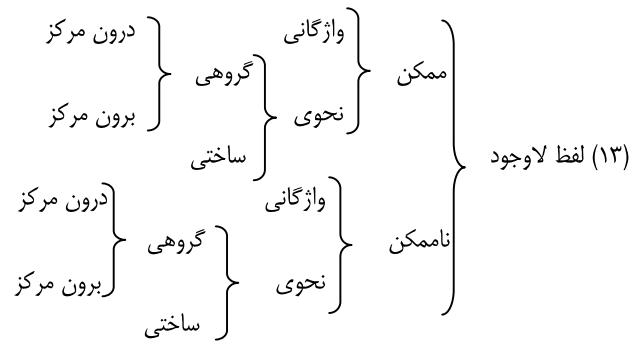 (۱۳) لفظ لاوجود
ممکن
واژگانی
نحوی
گروهی
درون مرکز
برون مرکز
ساختی
ناممکن
واژگانی
نحوی
گروهی
درون مرکز
برون مرکز
ساختی